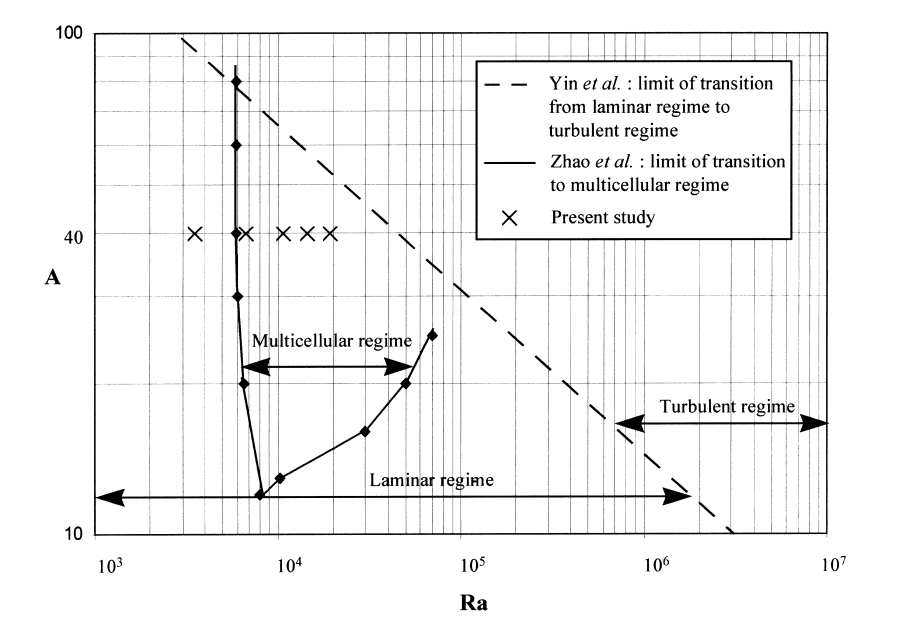 100
Yin et al. : limit of transition
from laminar regime to
turbulent regime
Zhao et al. : limit of transition
to multicellular regime
Present study
40
A
Multicellular regime
Turbulent regime
Laminar regime
10
10³ 10⁴ 10⁵ 10⁶ 10⁷
Ra